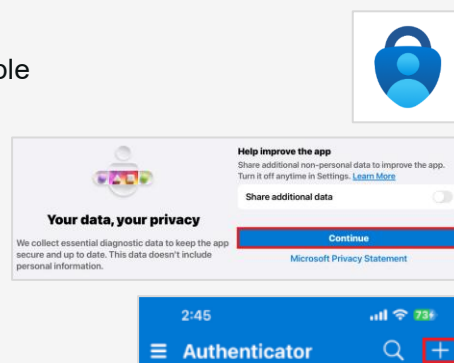 Help improve the app
Share additional non-personal data to improve the app.
Turn it off anytime in Settings. Learn More
Share additional data
Your data, your privacy
We collect essential diagnostic data to keep the app
secure and up to date. This data doesn't include
personal information.
Continue
Microsoft Privacy Statement
2:45
73
Authenticator